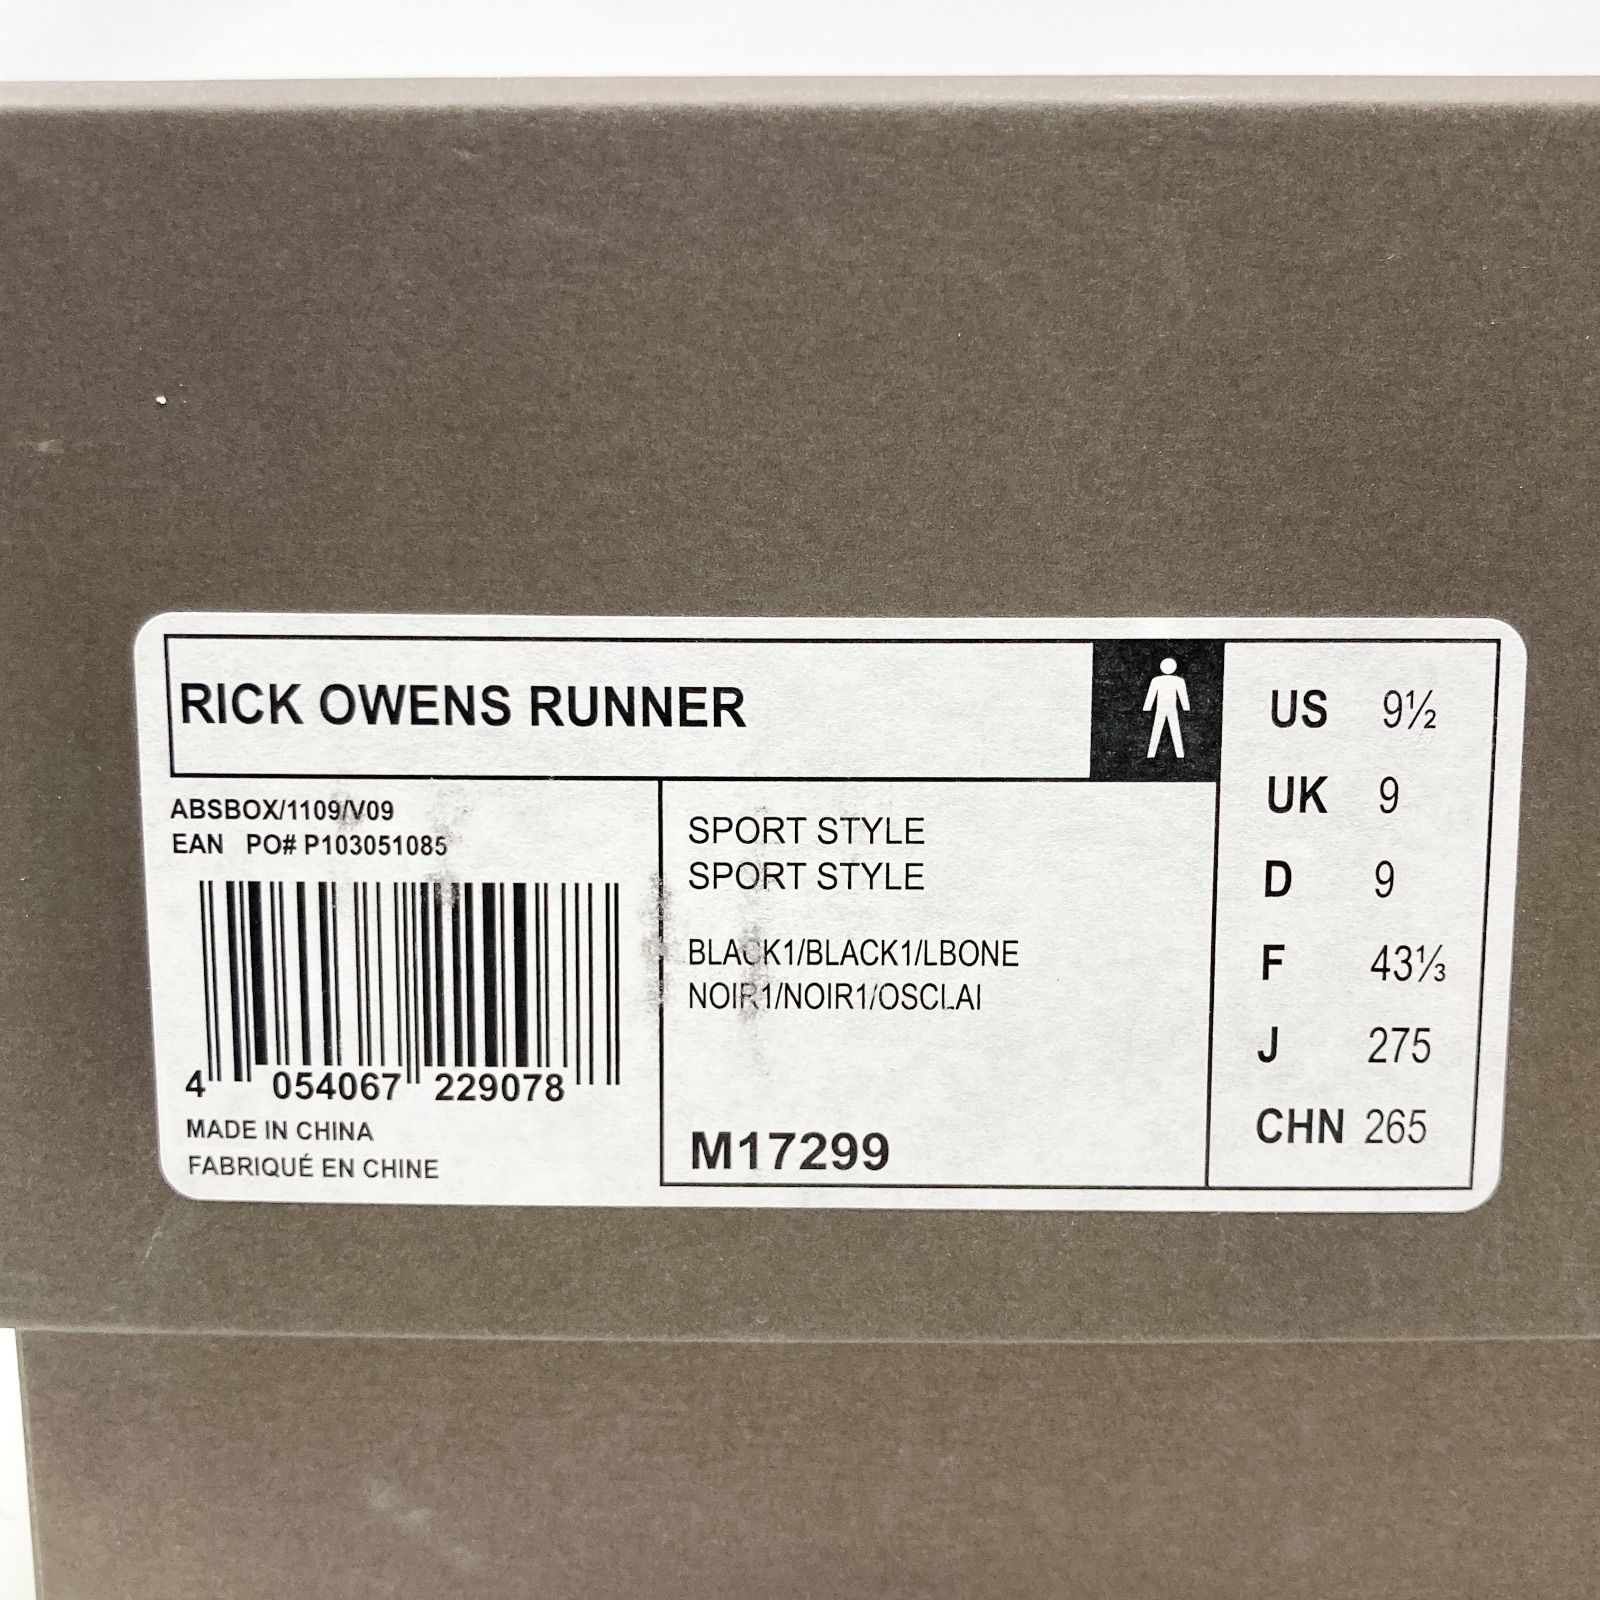 RICK OWENS RUNNER
ABSBOX/1109/V09
EAN PO# P103051085
4 054067 229078
MADE IN CHINA
FABRIQUÉ EN CHINE
SPORT STYLE
SPORT STYLE
BLACK1/BLACK1/LBONE
NOIR1/NOIR1/OSCLAI
M17299
US 9½
UK 9
D 9
F 43⅓
J 275
CHN 265